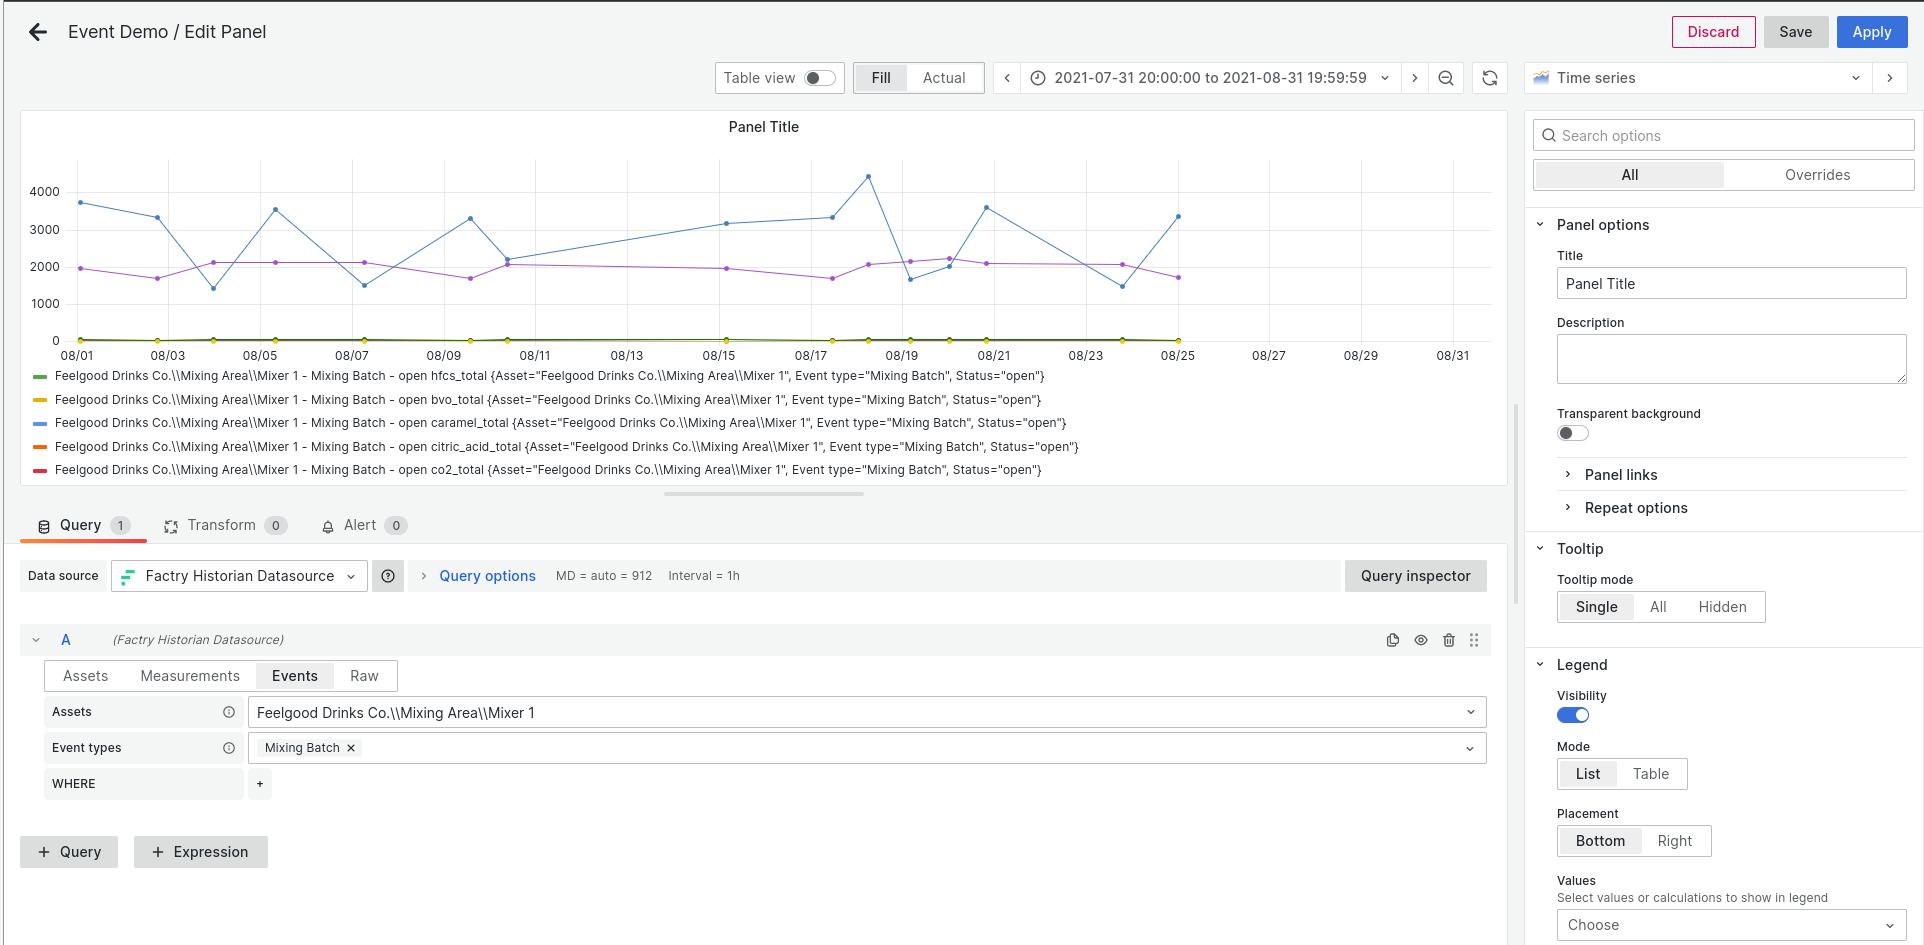 Event Demo / Edit Panel
Discard
Save
Apply
Table view
Fill
Actual
2021-07-31 20:00:00 to 2021-08-31 19:59:59
Time series
Panel Title
4000
3000
2000
1000
0
08/01 08/03 08/05 08/07 08/09 08/11 08/13 08/15 08/17 08/19 08/21 08/23 08/25 08/27 08/29 08/31
Feelgood Drinks Co.\\Mixing Area\\Mixer 1 - Mixing Batch - open hfcs_total {Asset="Feelgood Drinks Co.\\Mixing Area\\Mixer 1", Event type="Mixing Batch", Status="open"}
Feelgood Drinks Co.\\Mixing Area\\Mixer 1 - Mixing Batch - open bvo_total {Asset="Feelgood Drinks Co.\\Mixing Area\\Mixer 1", Event type="Mixing Batch", Status="open"}
Feelgood Drinks Co.\\Mixing Area\\Mixer 1 - Mixing Batch - open caramel_total {Asset="Feelgood Drinks Co.\\Mixing Area\\Mixer 1", Event type="Mixing Batch", Status="open"}
Feelgood Drinks Co.\\Mixing Area\\Mixer 1 - Mixing Batch - open citric_acid_total {Asset="Feelgood Drinks Co.\\Mixing Area\\Mixer 1", Event type="Mixing Batch", Status="open"}
Feelgood Drinks Co.\\Mixing Area\\Mixer 1 - Mixing Batch - open co2_total {Asset="Feelgood Drinks Co.\\Mixing Area\\Mixer 1", Event type="Mixing Batch", Status="open"}
Query 1
Transform 0
Alert 0
Data source
Factry Historian Datasource
Query options
MD = auto = 912
Interval = 1h
Query inspector
A
(Factry Historian Datasource)
Assets
Measurements
Events
Raw
Assets
Feelgood Drinks Co.\\Mixing Area\\Mixer 1
Event types
Mixing Batch ×
WHERE
+
+ Query
+ Expression
Search options
All
Overrides
Panel options
Title
Panel Title
Description
Transparent background
Panel links
Repeat options
Tooltip
Tooltip mode
Single
All
Hidden
Legend
Visibility
Mode
List
Table
Placement
Bottom
Right
Values
Select values or calculations to show in legend
Choose